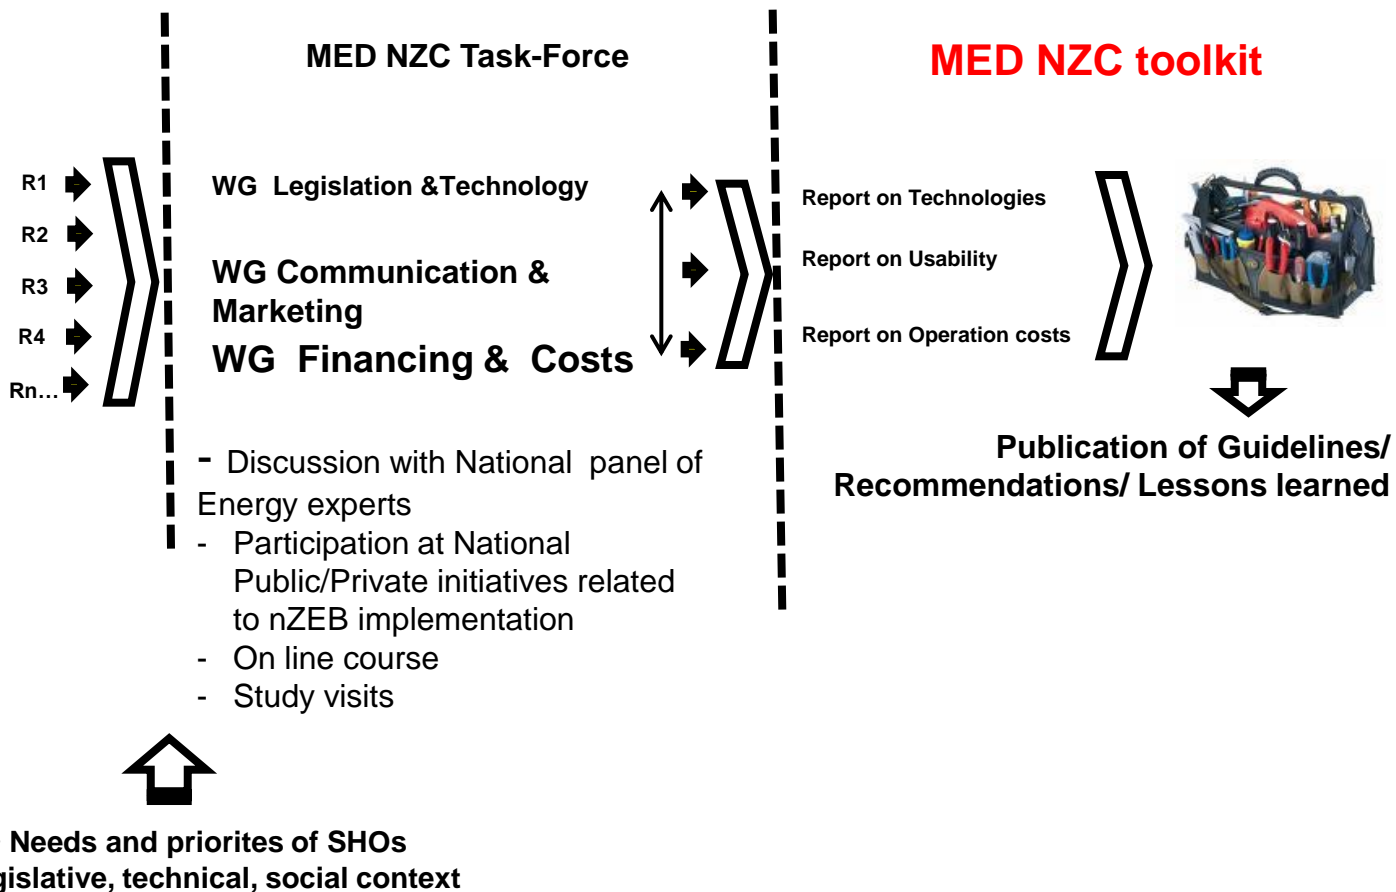 MED NZC Task-Force
MED NZC toolkit
R1
R2
R3
R4
Rn...
WG Legislation &Technology
WG Communication &
Marketing
WG Financing & Costs
Report on Technologies
Report on Usability
Report on Operation costs
- Discussion with National panel of
Energy experts
- Participation at National
Public/Private initiatives related
to nZEB implementation
- On line course
- Study visits
Publication of Guidelines/
Recommendations/ Lessons learned
Needs and priorites of SHOs
technical, social context